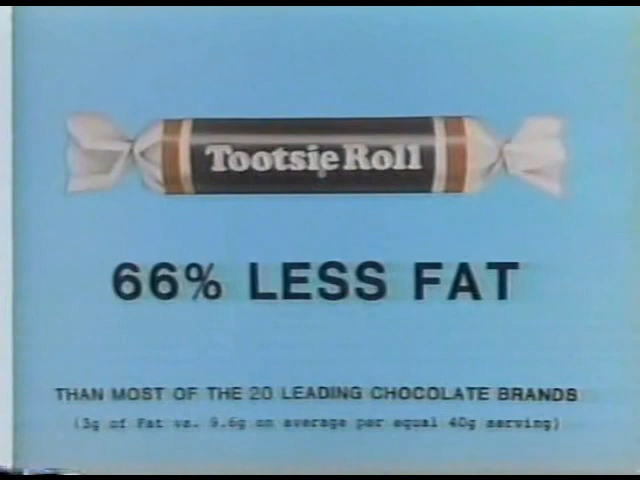 Tootsie Roll
66% LESS FAT
THAN MOST OF THE 20 LEADING CHOCOLATE BRANDS
(3g of Fat vs. 9.6g on average per equal 40g serving)